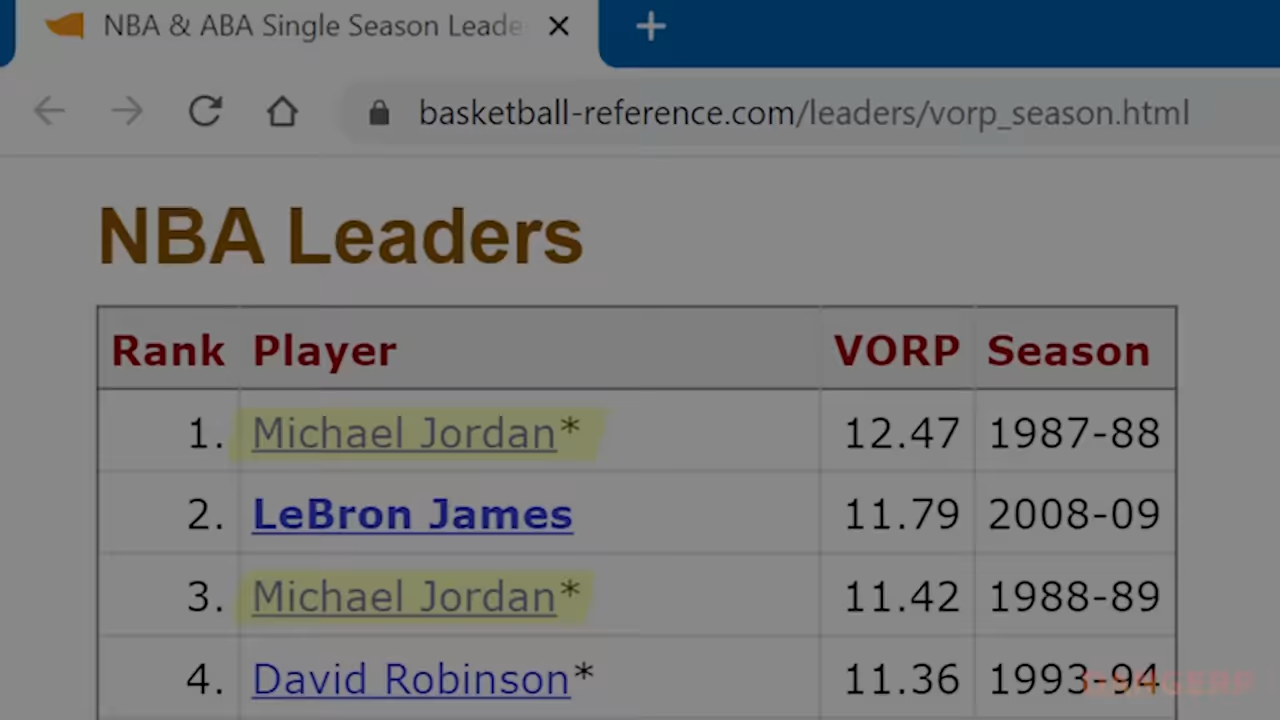 NBA & ABA Single Season Leade
basketball-reference.com/leaders/vorp_season.html
NBA Leaders
Rank Player VORP Season
1. Michael Jordan* 12.47 1987-88
2. LeBron James 11.79 2008-09
3. Michael Jordan* 11.42 1988-89
4. David Robinson* 11.36 1993-94